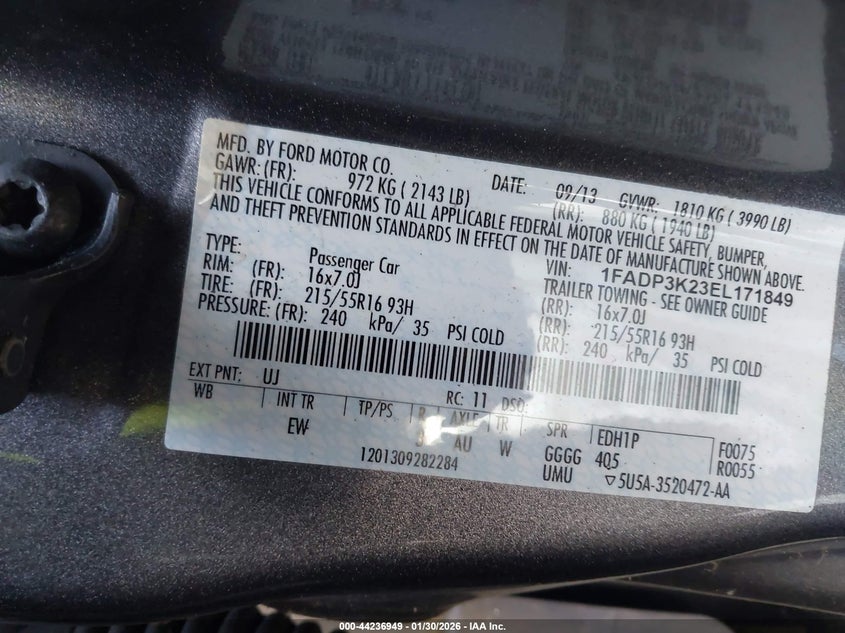 MFD. BY FORD MOTOR CO. DATE: 09/13 GVWR: 1810 KG ( 3990 LB)
GAWR: (FR): 972 KG ( 2143 LB) (RR): 880 KG ( 1940 LB)
THIS VEHICLE CONFORMS TO ALL APPLICABLE FEDERAL MOTOR VEHICLE SAFETY, BUMPER,
AND THEFT PREVENTION STANDARDS IN EFFECT ON THE DATE OF MANUFACTURE SHOWN ABOVE.
VIN: 1FADP3K23EL171849
TYPE: Passenger Car TRAILER TOWING - SEE OWNER GUIDE
RIM: (FR): 16x7.0J (RR): 16x7.0J
TIRE: (FR): 215/55R16 93H (RR): 215/55R16 93H
PRESSURE: (FR): 240 kPa/ 35 PSI COLD (RR): 240 kPa/ 35 PSI COLD
EXT PNT: UJ RC: 11 DSO:
WB INT TR TP/PS R AXLE TR SPR EDH1P F0075
EW AU W GGGG 405 R0055
1201309282284 UMU ▽5U5A-3520472-AA
000-44236949 - 01/30/2026 - IAA Inc.